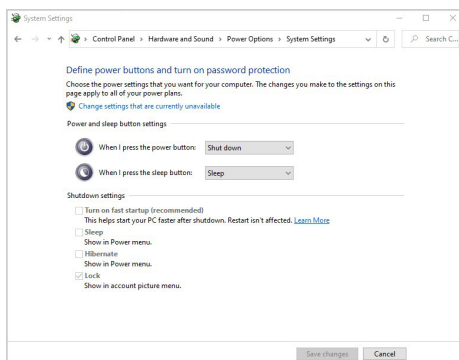 System Settings
Control Panel > Hardware and Sound > Power Options > System Settings
Search C...
Define power buttons and turn on password protection
Choose the power settings that you want for your computer. The changes you make to the settings on this
page apply to all of your power plans.
Change settings that are currently unavailable
Power and sleep button settings
When I press the power button: Shut down
When I press the sleep button: Sleep
Shutdown settings
Turn on fast startup (recommended)
This helps start your PC faster after shutdown. Restart isn't affected. Learn More
Sleep
Show in Power menu.
Hibernate
Show in Power menu.
Lock
Show in account picture menu.
Save changes Cancel